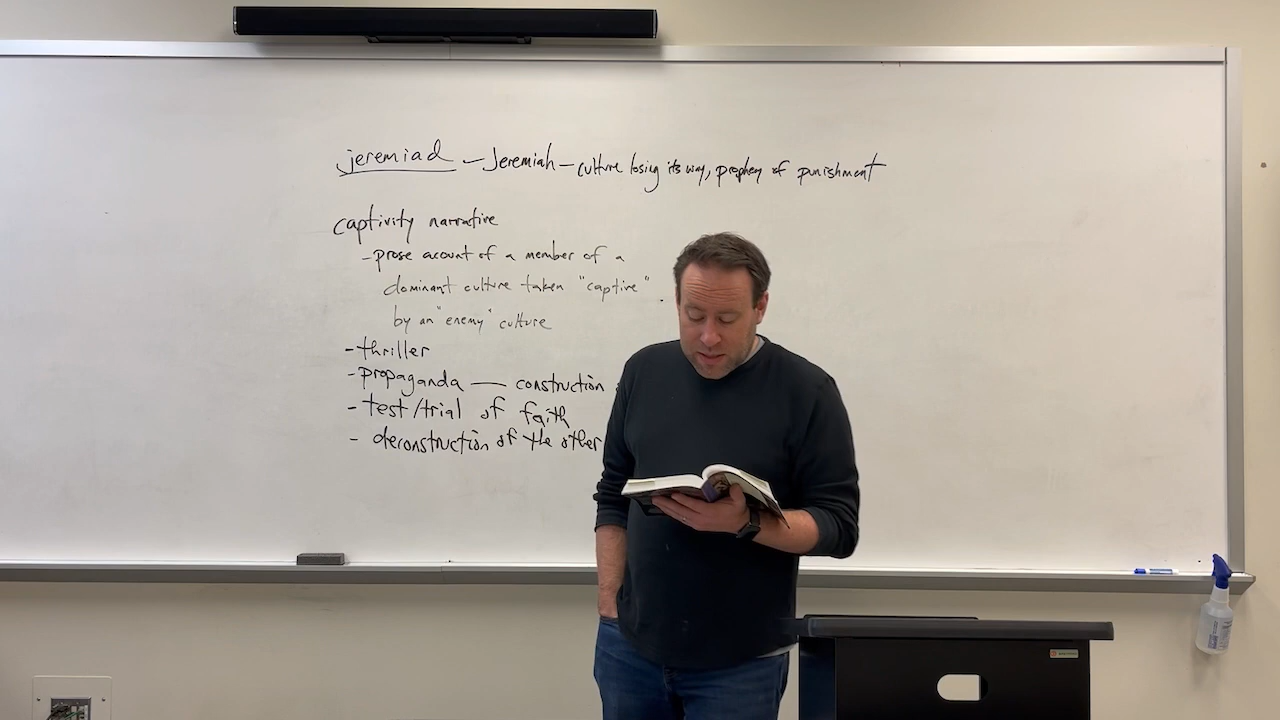 jeremiad - Jeremiah - culture losing its way, prophecy of punishment
captivity narrative
- prose account of a member of a
dominant culture taken "captive"
by an "enemy" culture
- thriller
- propaganda — construction
- test/trial of faith
- deconstruction of the other